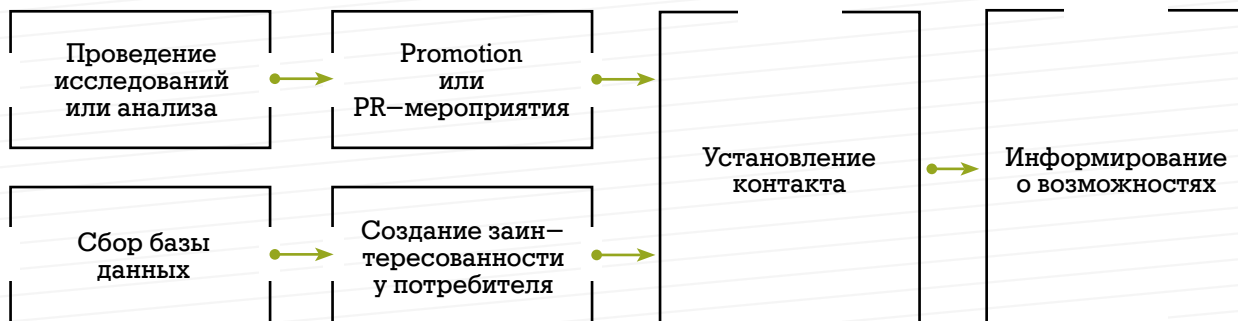 Проведение
исследований
или анализа
Promotion
или
PR–мероприятия
Сбор базы
данных
Создание заин–
тересованности
у потребителя
Установление
контакта
Информирование
о возможностях